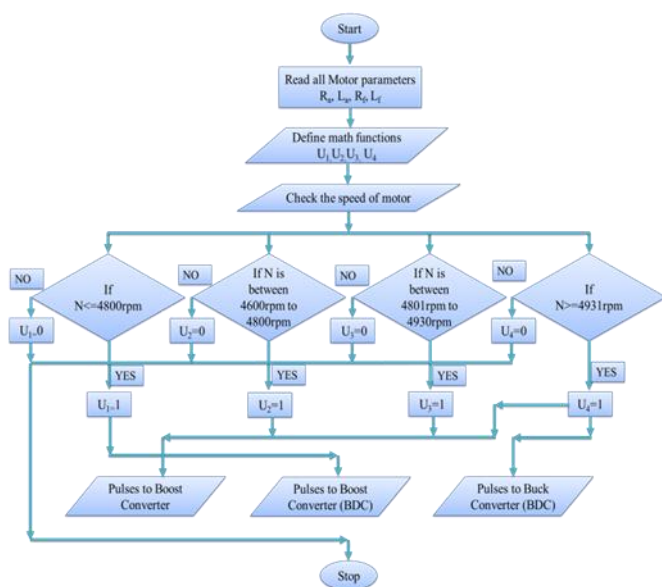 Start
Read all Motor parameters
Ra, La, Rf, Lf
Define math functions
U1, U2, U3, U4
Check the speed of motor
NO
If
N<=4800rpm
NO
If N is
between
4600rpm to
4800rpm
NO
If N is
between
4801rpm to
4930rpm
NO
If
N>=4931rpm
U1=0
U2=0
U3=0
U4=0
YES
YES
YES
YES
U1=1
U2=1
U3=1
U4=1
Pulses to Boost
Converter
Pulses to Boost
Converter (BDC)
Pulses to Buck
Converter (BDC)
Stop